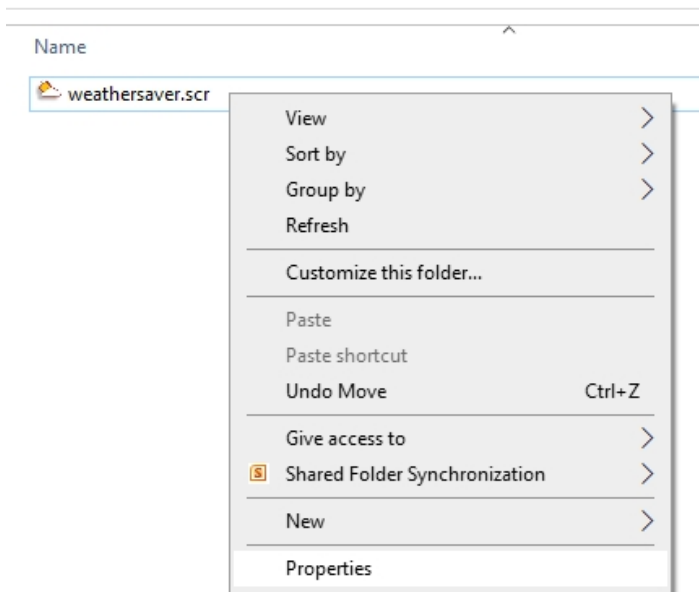 Name
weathersaver.scr
View
Sort by
Group by
Refresh
Customize this folder...
Paste
Paste shortcut
Undo Move Ctrl+Z
Give access to
S Shared Folder Synchronization
New
Properties